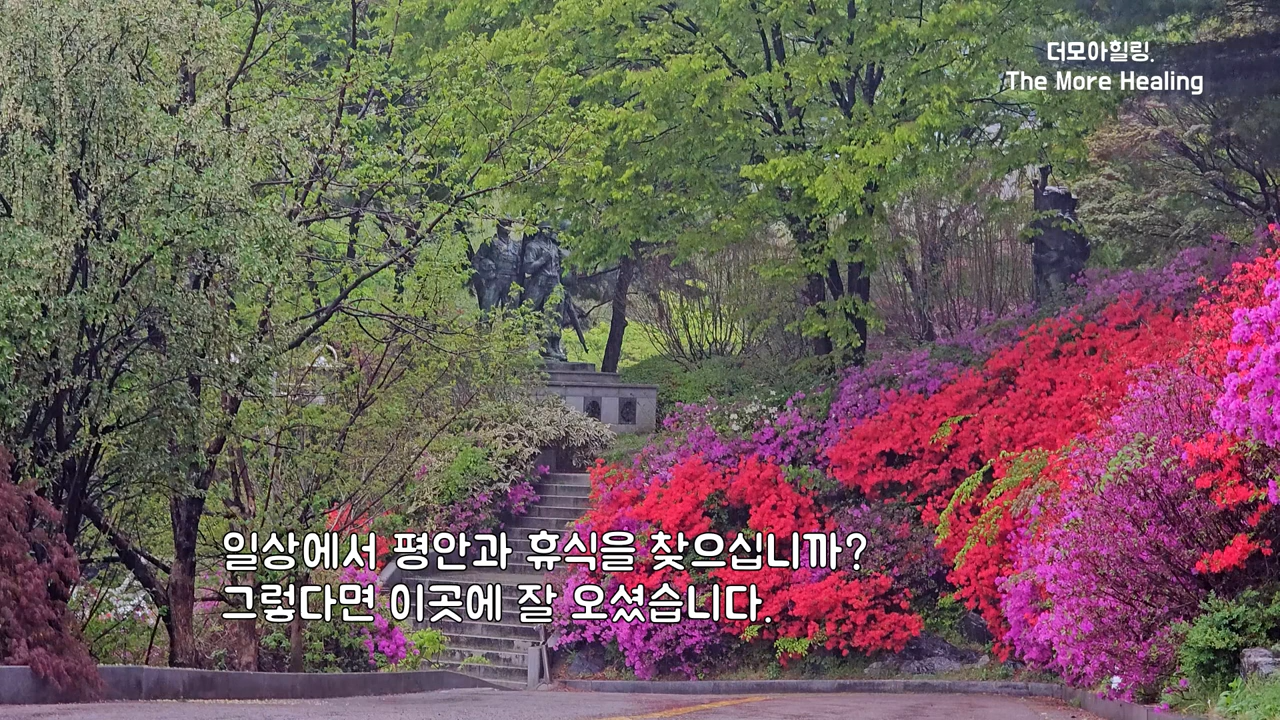 더모아힐링.
The More Healing
일상에서 평안과 휴식을 찾으십니까?
그렇다면 이곳에 잘 오셨습니다.